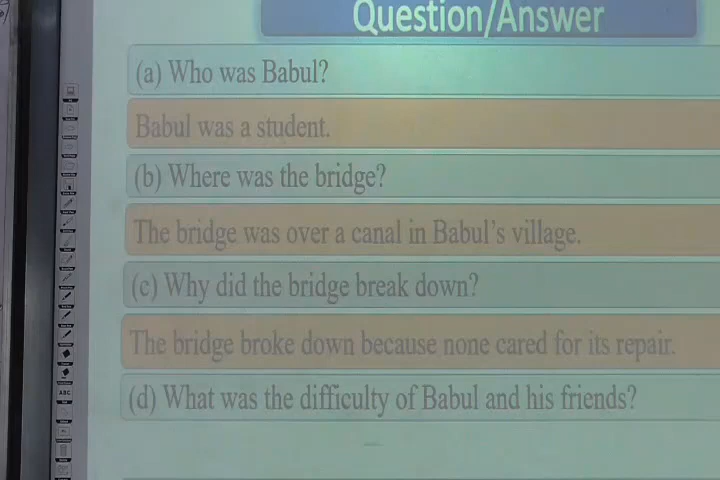 Question/Answer
(a) Who was Babul?
Babul was a student.
(b) Where was the bridge?
The bridge was over a canal in Babul's village.
(c) Why did the bridge break down?
The bridge broke down because none cared for its repair.
(d) What was the difficulty of Babul and his friends?
ABC